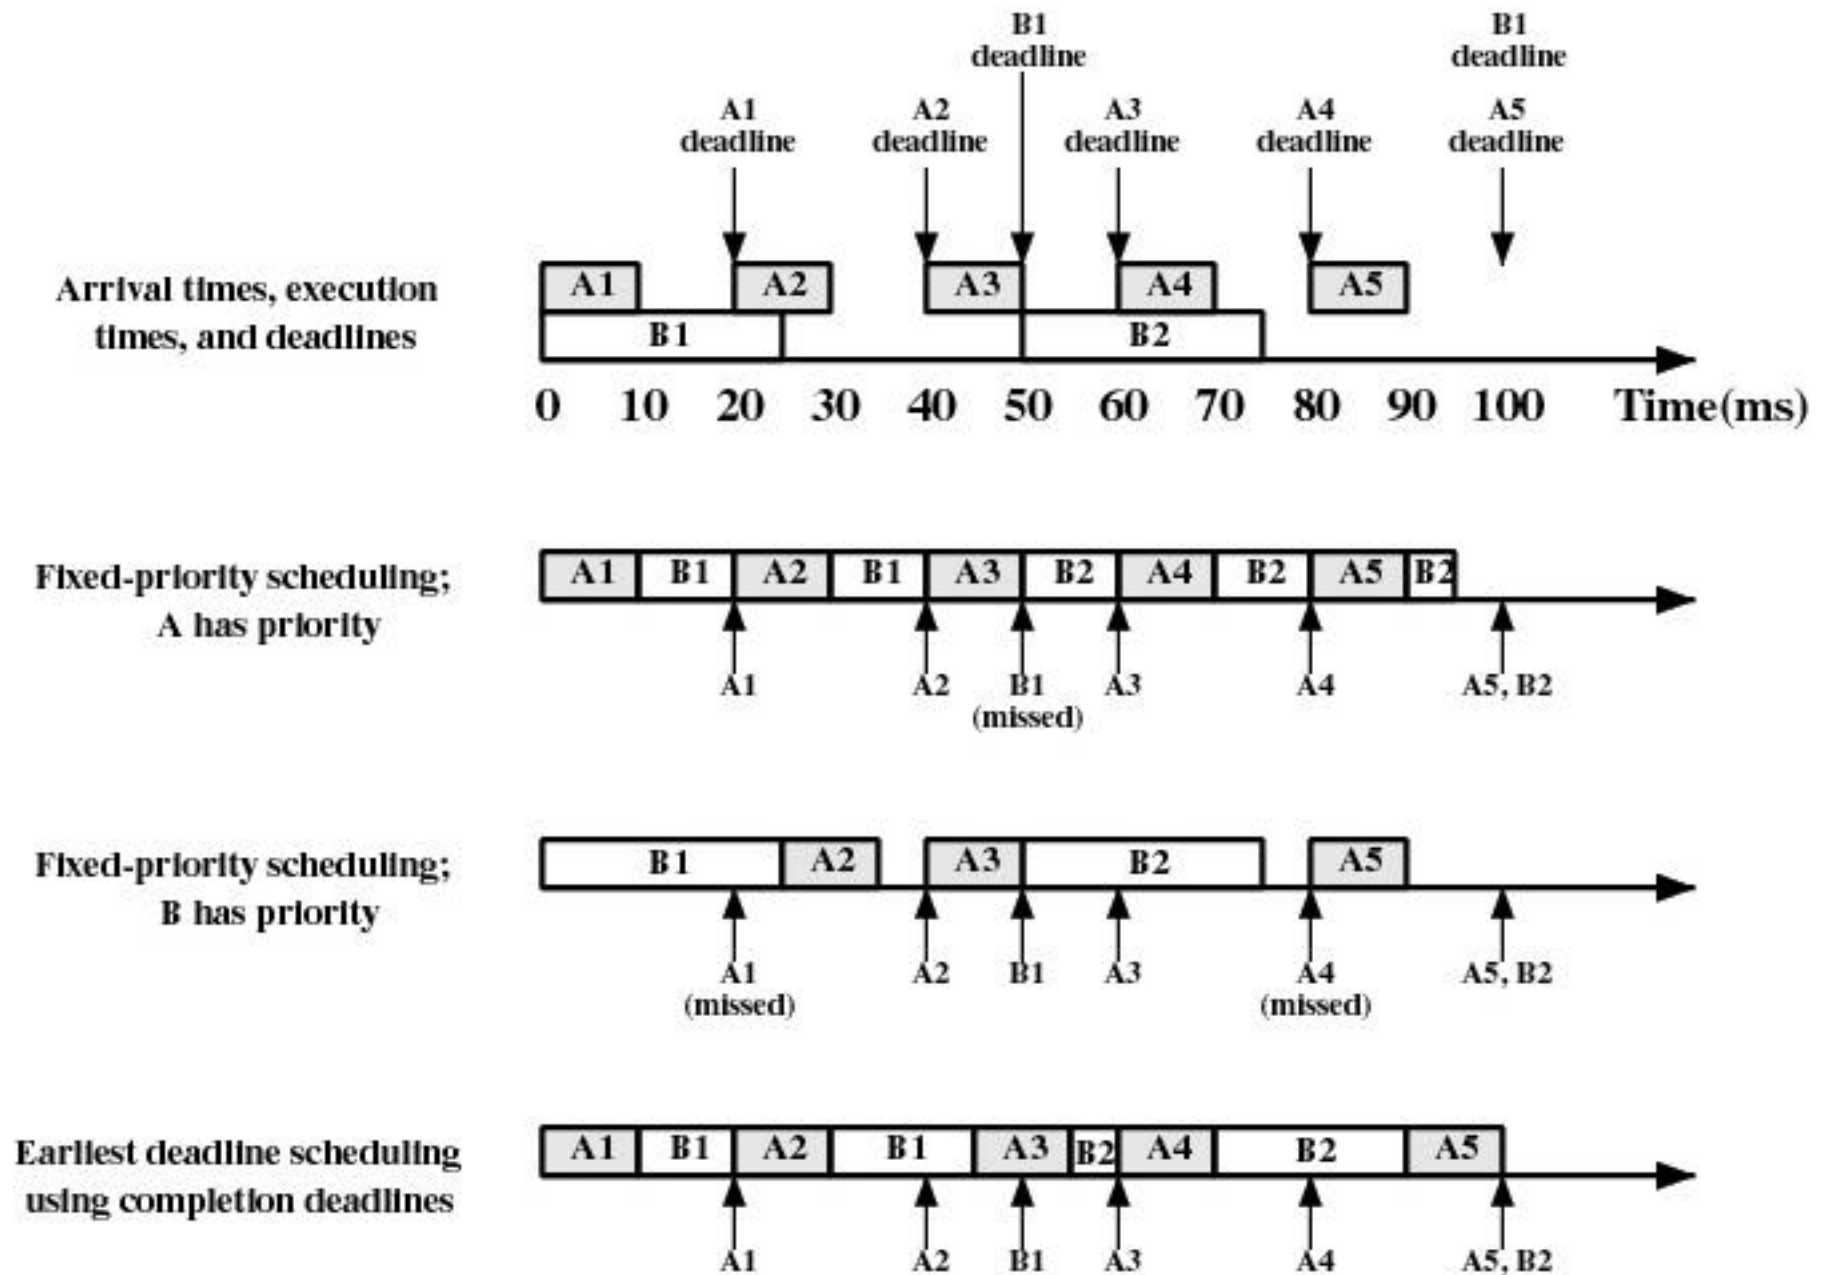 B1
deadline
B1
deadline
A1
deadline
A2
deadline
A3
deadline
A4
deadline
A5
deadline
Arrival times, execution
times, and deadlines
A1 A2 A3 A4 A5
B1 B2
0 10 20 30 40 50 60 70 80 90 100 Time(ms)
Fixed-priority scheduling;
A has priority
A1 B1 A2 B1 A3 B2 A4 B2 A5 B2
A1 A2 B1 A3 A4 A5, B2
(missed)
Fixed-priority scheduling;
B has priority
B1 A2 A3 B2 A5
A1 A2 B1 A3 A4 A5, B2
(missed) (missed)
Earliest deadline scheduling
using completion deadlines
A1 B1 A2 B1 A3 B2 A4 B2 A5
A1 A2 B1 A3 A4 A5, B2